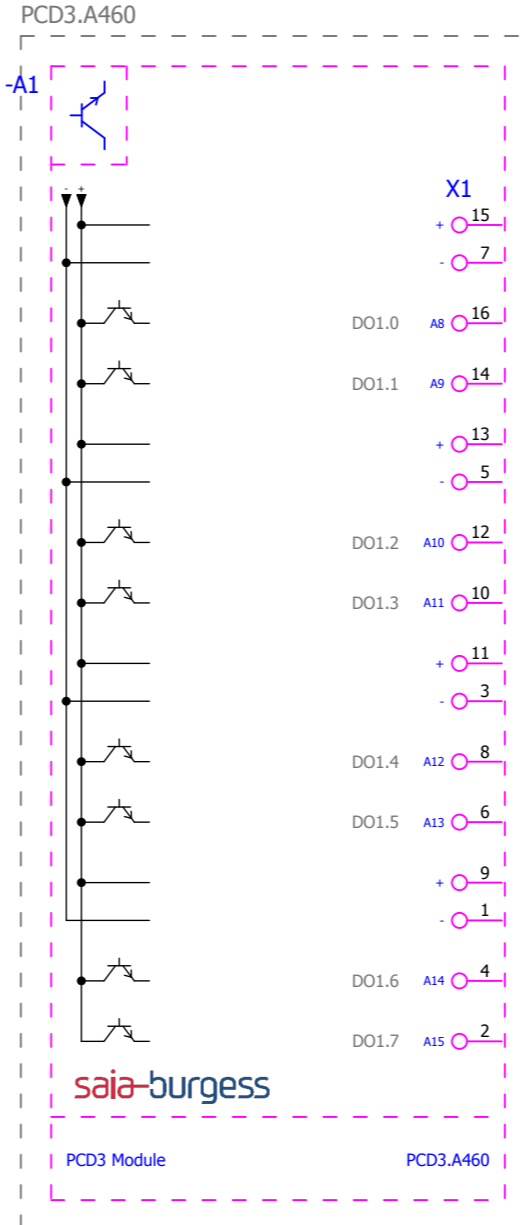 PCD3.A460
-A1
- +
X1
+ 15
- 7
DO1.0 A8 16
DO1.1 A9 14
+ 13
- 5
DO1.2 A10 12
DO1.3 A11 10
+ 11
- 3
DO1.4 A12 8
DO1.5 A13 6
+ 9
- 1
DO1.6 A14 4
DO1.7 A15 2
saia-burgess
PCD3 Module PCD3.A460